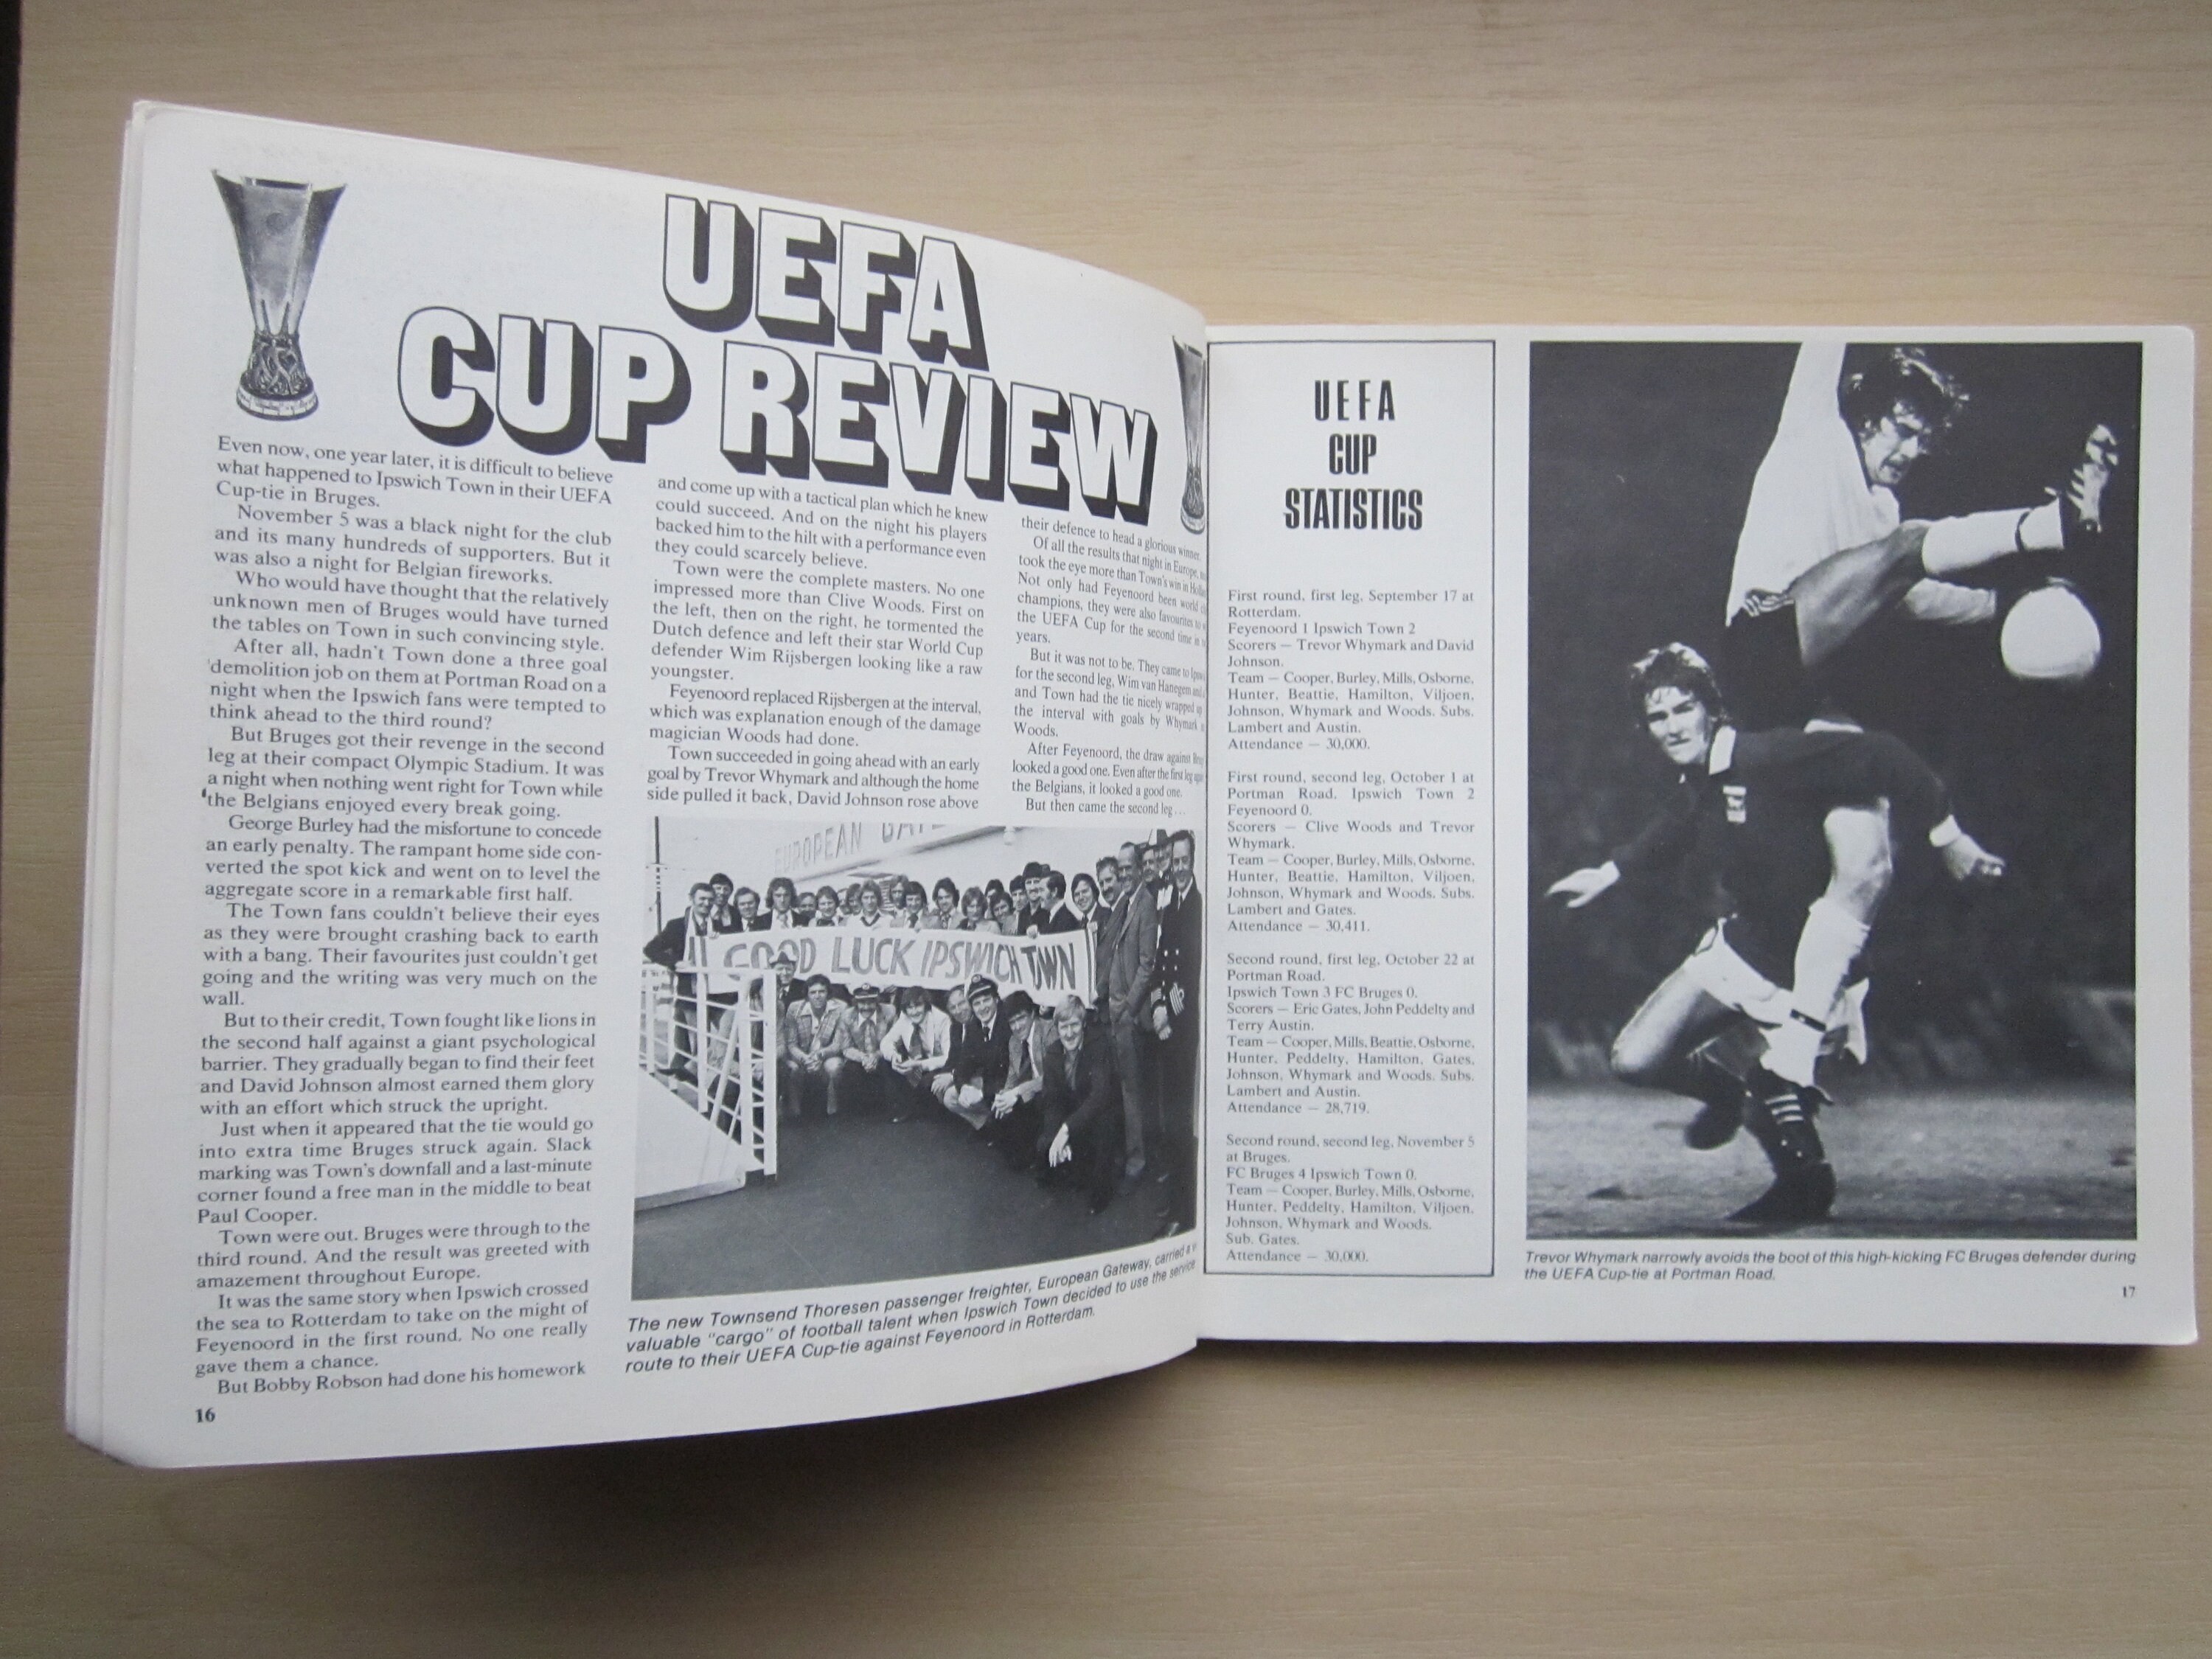 UEFA
CUP REVIEW
Even now, one year later, it is difficult to believe
what happened to Ipswich Town in their UEFA
Cup-tie in Bruges.
November 5 was a black night for the club
and its many hundreds of supporters. But it
was also a night for Belgian fireworks.
Who would have thought that the relatively
unknown men of Bruges would have turned
the tables on Town in such convincing style.
After all, hadn't Town done a three goal
demolition job on them at Portman Road on a
night when the Ipswich fans were tempted to
think ahead to the third round?
But Bruges got their revenge in the second
leg at their compact Olympic Stadium. It was
a night when nothing went right for Town while
the Belgians enjoyed every break going.
George Burley had the misfortune to concede
an early penalty. The rampant home side con-
verted the spot kick and went on to level the
aggregate score in a remarkable first half.
The Town fans couldn't believe their eyes
as they were brought crashing back to earth
with a bang. Their favourites just couldn't get
going and the writing was very much on the
wall.
But to their credit, Town fought like lions in
the second half against a giant psychological
barrier. They gradually began to find their feet
and David Johnson almost earned them glory
with an effort which struck the upright.
Just when it appeared that the tie would go
into extra time Bruges struck again. Slack
marking was Town's downfall and a last-minute
corner found a free man in the middle to beat
Paul Cooper.
Town were out. Bruges were through to the
third round. And the result was greeted with
amazement throughout Europe.
It was the same story when Ipswich crossed
the sea to Rotterdam to take on the might of
Feyenoord in the first round. No one really
gave them a chance.
But Bobby Robson had done his homework
16
and come up with a tactical plan which he knew
could succeed. And on the night his players
backed him to the hilt with a performance even
they could scarcely believe.
Town were the complete masters. No one
impressed more than Clive Woods. First on
the left, then on the right, he tormented the
Dutch defence and left their star World Cup
defender Wim Rijsbergen looking like a raw
youngster.
Feyenoord replaced Rijsbergen at the interval,
which was explanation enough of the damage
magician Woods had done.
Town succeeded in going ahead with an early
goal by Trevor Whymark and although the home
side pulled it back, David Johnson rose above
their defence to head a glorious winner.
Of all the results that night in Europe,
took the eye more than Town's win in
Not only had Feyenoord been world
champions, they were also favourites to
the UEFA Cup for the second time in
years.
But it was not to be. They came to
for the second leg, Wim van Hanegem
and Town had the tie nicely wrapped up
the interval with goals by Whymark
Woods.
After Feyenoord, the draw against
looked a good one. Even after the first leg
the Belgians, it looked a good one.
But then came the second leg...
EUROPEAN
GOOD LUCK IPSWICH TOWN
The new Townsend Thoresen passenger freighter, European Gateway, carried a
valuable "cargo" of football talent when Ipswich Town decided to use the service
route to their UEFA Cup-tie against Feyenoord in Rotterdam.
UEFA
CUP
STATISTICS
First round, first leg, September 17 at
Rotterdam.
Feyenoord 1 Ipswich Town 2
Scorers — Trevor Whymark and David
Johnson.
Team — Cooper, Burley, Mills, Osborne,
Hunter, Beattie, Hamilton, Viljoen,
Johnson, Whymark and Woods. Subs.
Lambert and Austin.
Attendance — 30,000.
First round, second leg, October 1 at
Portman Road. Ipswich Town 2
Feyenoord 0.
Scorers — Clive Woods and Trevor
Whymark.
Team — Cooper, Burley, Mills, Osborne,
Hunter, Beattie, Hamilton, Viljoen,
Johnson, Whymark and Woods. Subs.
Lambert and Gates.
Attendance — 30,411.
Second round, first leg, October 22 at
Portman Road.
Ipswich Town 3 FC Bruges 0.
Scorers — Eric Gates, John Peddelty and
Terry Austin.
Team — Cooper, Mills, Beattie, Osborne,
Hunter, Peddelty, Hamilton, Gates,
Johnson, Whymark and Woods. Subs.
Lambert and Austin.
Attendance — 28,719.
Second round, second leg, November 5
at Bruges.
FC Bruges 4 Ipswich Town 0.
Team — Cooper, Burley, Mills, Osborne,
Hunter, Peddelty, Hamilton, Viljoen,
Johnson, Whymark and Woods.
Sub. Gates.
Attendance — 30,000.
Trevor Whymark narrowly avoids the boot of this high-kicking FC Bruges defender during
the UEFA Cup-tie at Portman Road.
17